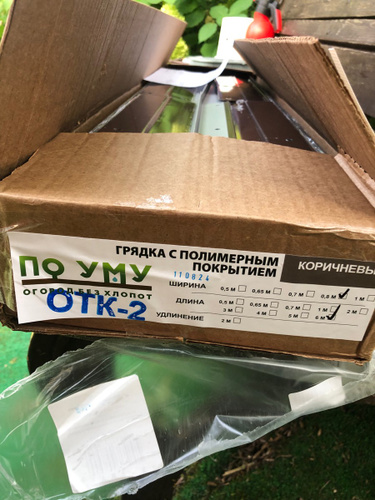 ПО УМУ
ОГОРОД БЕЗ ХЛОПОТ
ОТК-2
ГРЯДКА С ПОЛИМЕРНЫМ
ПОКРЫТИЕМ
110824
КОРИЧНЕВЫ
ШИРИНА 0,5 М 0,65 М 0,7 М 0,8 М 1 М
ДЛИНА 0,5 М 0,65 М 0,7 М 1 М 2 М
3 М 4 М 5 М 6 М
УДЛИНЕНИЕ 2 М